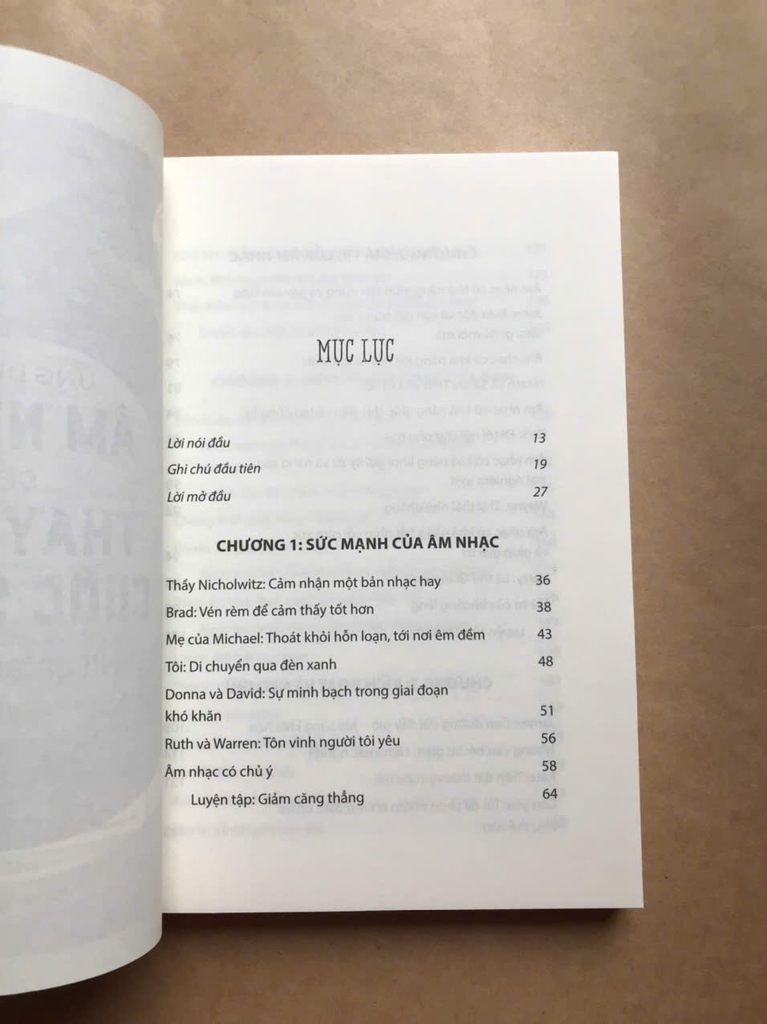 MỤC LỤC
Lời nói đầu 13
Ghi chú đầu tiên 19
Lời mở đầu 27
CHƯƠNG 1: SỨC MẠNH CỦA ÂM NHẠC
Thầy Nicholwitz: Cảm nhận một bản nhạc hay 36
Brad: Vén rèm để cảm thấy tốt hơn 38
Mẹ của Michael: Thoát khỏi hỗn loạn, tới nơi êm đềm 43
Tôi: Di chuyển qua đèn xanh 48
Donna và David: Sự minh bạch trong giai đoạn
khó khăn 51
Ruth và Warren: Tôn vinh người tôi yêu 56
Âm nhạc có chủ ý 58
Luyện tập: Giảm căng thẳng 64